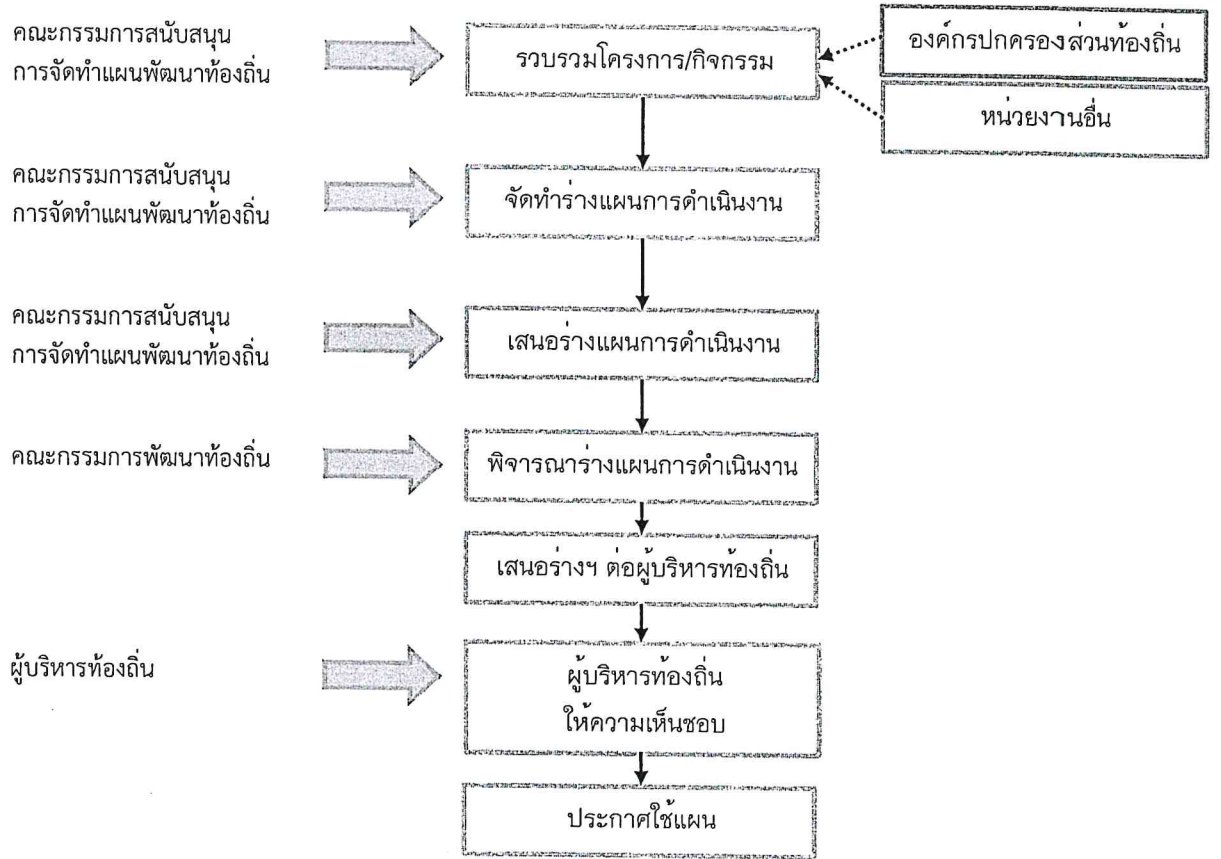 คณะกรรมการสนับสนุน
การจัดทำแผนพัฒนาท้องถิ่น
รวบรวมโครงการ/กิจกรรม
องค์กรปกครองส่วนท้องถิ่น
หน่วยงานอื่น
คณะกรรมการสนับสนุน
การจัดทำแผนพัฒนาท้องถิ่น
จัดทำร่างแผนการดำเนินงาน
คณะกรรมการสนับสนุน
การจัดทำแผนพัฒนาท้องถิ่น
เสนอร่างแผนการดำเนินงาน
คณะกรรมการพัฒนาท้องถิ่น
พิจารณาร่างแผนการดำเนินงาน
เสนอร่างฯ ต่อผู้บริหารท้องถิ่น
ผู้บริหารท้องถิ่น
ผู้บริหารท้องถิ่น
ให้ความเห็นชอบ
ประกาศใช้แผน